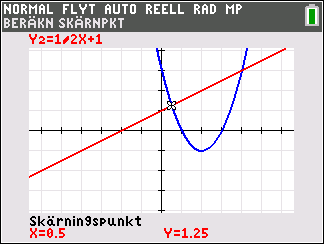 NORMAL FLYT AUTO REELL RAD MP
BERÄKN SKÄRNPKT
Y2=1/2X+1
Skärningspunkt
X=0.5 Y=1.25